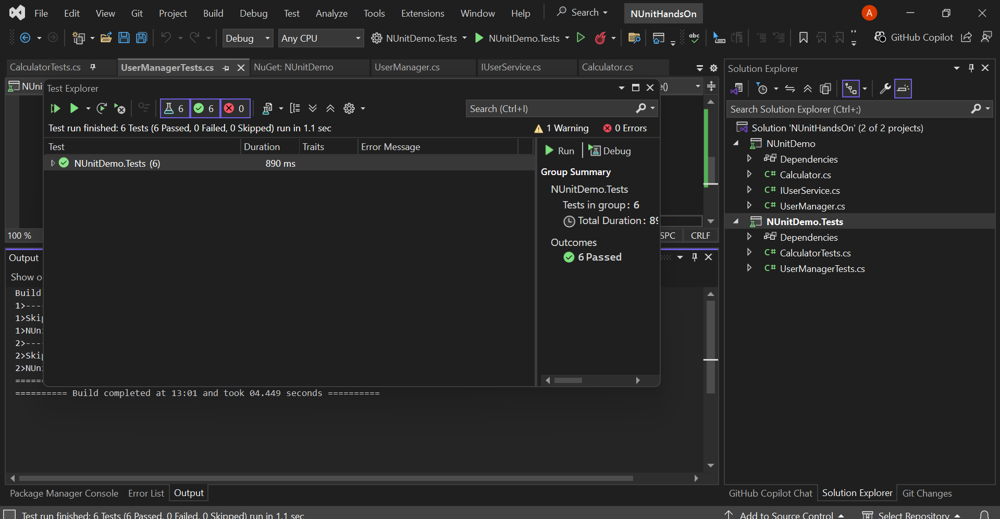 File Edit View Git Project Build Debug Test Analyze Tools Extensions Window Help Search NUnitHandsOn A
Debug Any CPU NUnitDemo.Tests NUnitDemo.Tests abc GitHub Copilot
CalculatorTests.cs UserManagerTests.cs NuGet: NUnitDemo UserManager.cs IUserService.cs Calculator.cs
NUni e()
Test Explorer
6 6 0 Search (Ctrl+I)
Test run finished: 6 Tests (6 Passed, 0 Failed, 0 Skipped) run in 1.1 sec 1 Warning 0 Errors
Test Duration Traits Error Message
NUnitDemo.Tests (6) 890 ms
Run Debug
Group Summary
NUnitDemo.Tests
Tests in group: 6
Total Duration: 89
Outcomes
6 Passed
100 % SPC CRLF
Output
Show o
Build
1>----
1>Skip
1>NUni
2>----
2>Skip
2>NUni
=====
========== Build completed at 13:01 and took 04.449 seconds ==========
Package Manager Console Error List Output
Solution Explorer
Search Solution Explorer (Ctrl+;)
Solution 'NUnitHandsOn' (2 of 2 projects)
NUnitDemo
Dependencies
C# Calculator.cs
C# IUserService.cs
C# UserManager.cs
NUnitDemo.Tests
Dependencies
C# CalculatorTests.cs
C# UserManagerTests.cs
GitHub Copilot Chat Solution Explorer Git Changes
Test run finished: 6 Tests (6 Passed, 0 Failed, 0 Skipped) run in 1.1 sec Add to Source Control Select Repository